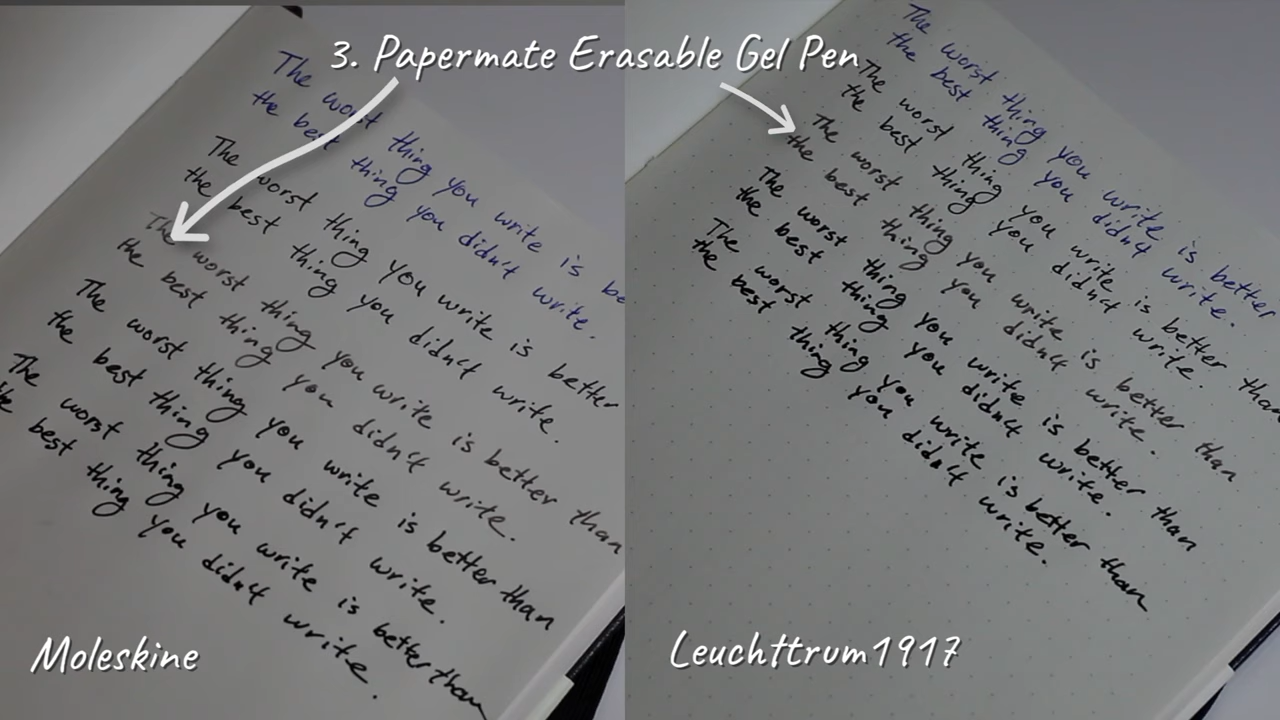 3. Papermate Erasable Gel Pen
The worst thing you write is be
the best thing you didn't write.
The worst thing you write is better
the best thing you didn't write.
The worst thing you write is better than
the best thing you didn't write.
The worst thing you write is better than
the best thing you didn't write.
The worst thing you write is better than
the best thing you didn't write.
Moleskine
The worst thing you write is better
the best thing you didn't write.
The worst thing you write is better than
the best thing you didn't write.
The worst thing you write is better than
the best thing you didn't write.
The worst thing you write is better than
the best thing you didn't write.
The worst thing you write is better than
the best thing you didn't write.
Leuchttrum1917